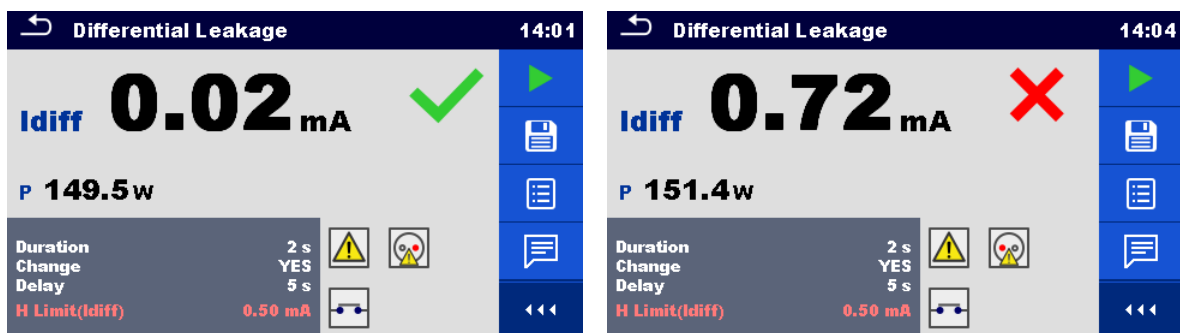 Differential Leakage 14:01
Idiff 0.02 mA
P 149.5 W
Duration 2 s
Change YES
Delay 5 s
H Limit(Idiff) 0.50 mA
Differential Leakage 14:04
Idiff 0.72 mA
P 151.4 W
Duration 2 s
Change YES
Delay 5 s
H Limit(Idiff) 0.50 mA